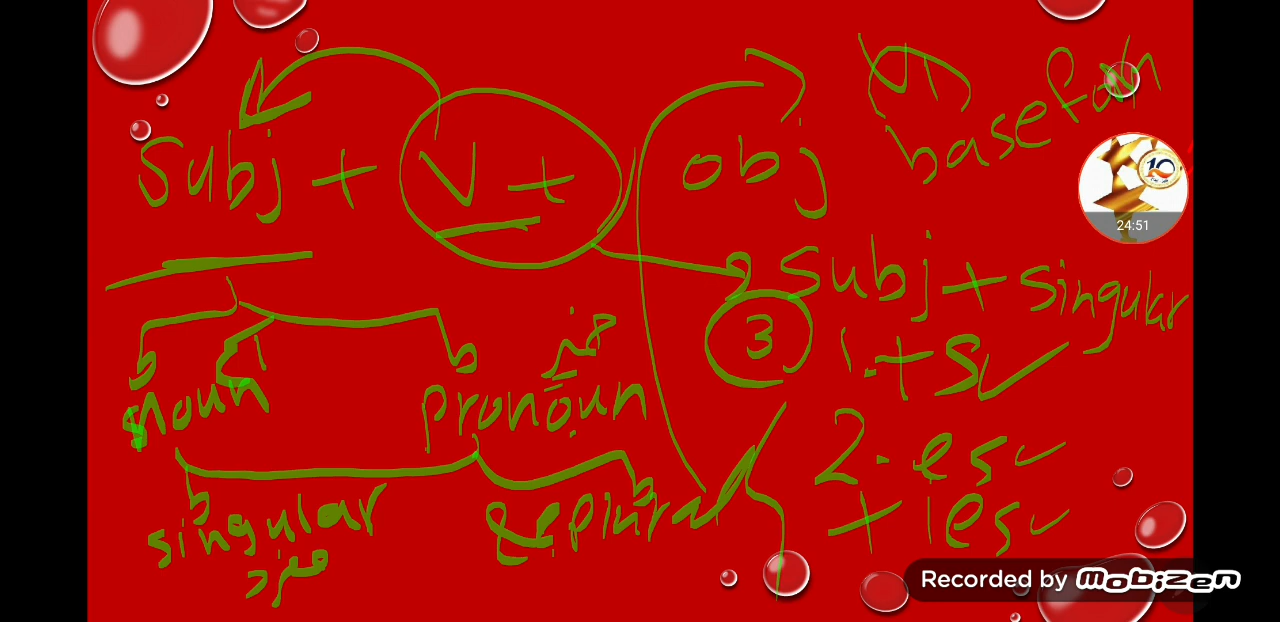 Subj + V + obj
base form
subj + singular
3
1. + s ✓
2. es ✓
+ ies ✓
noun
pronoun
singular
مفرد
plural
10
24:51
Recorded by Mobizen